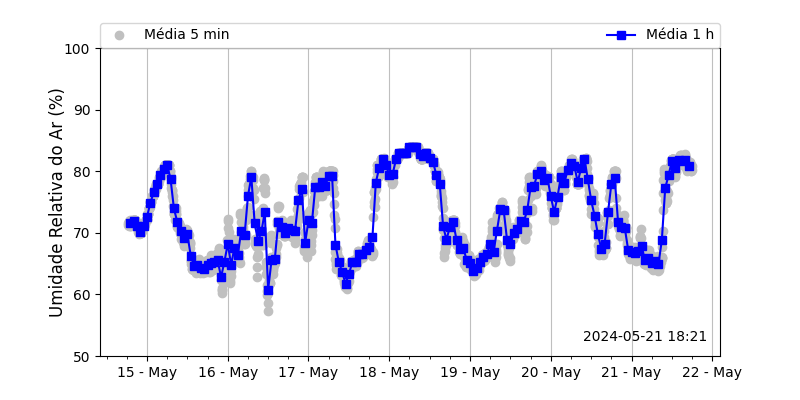 Média 5 min Média 1 h
Umidade Relativa do Ar (%)
100
90
80
70
60
50
2024-05-21 18:21
15 - May 16 - May 17 - May 18 - May 19 - May 20 - May 21 - May 22 - May